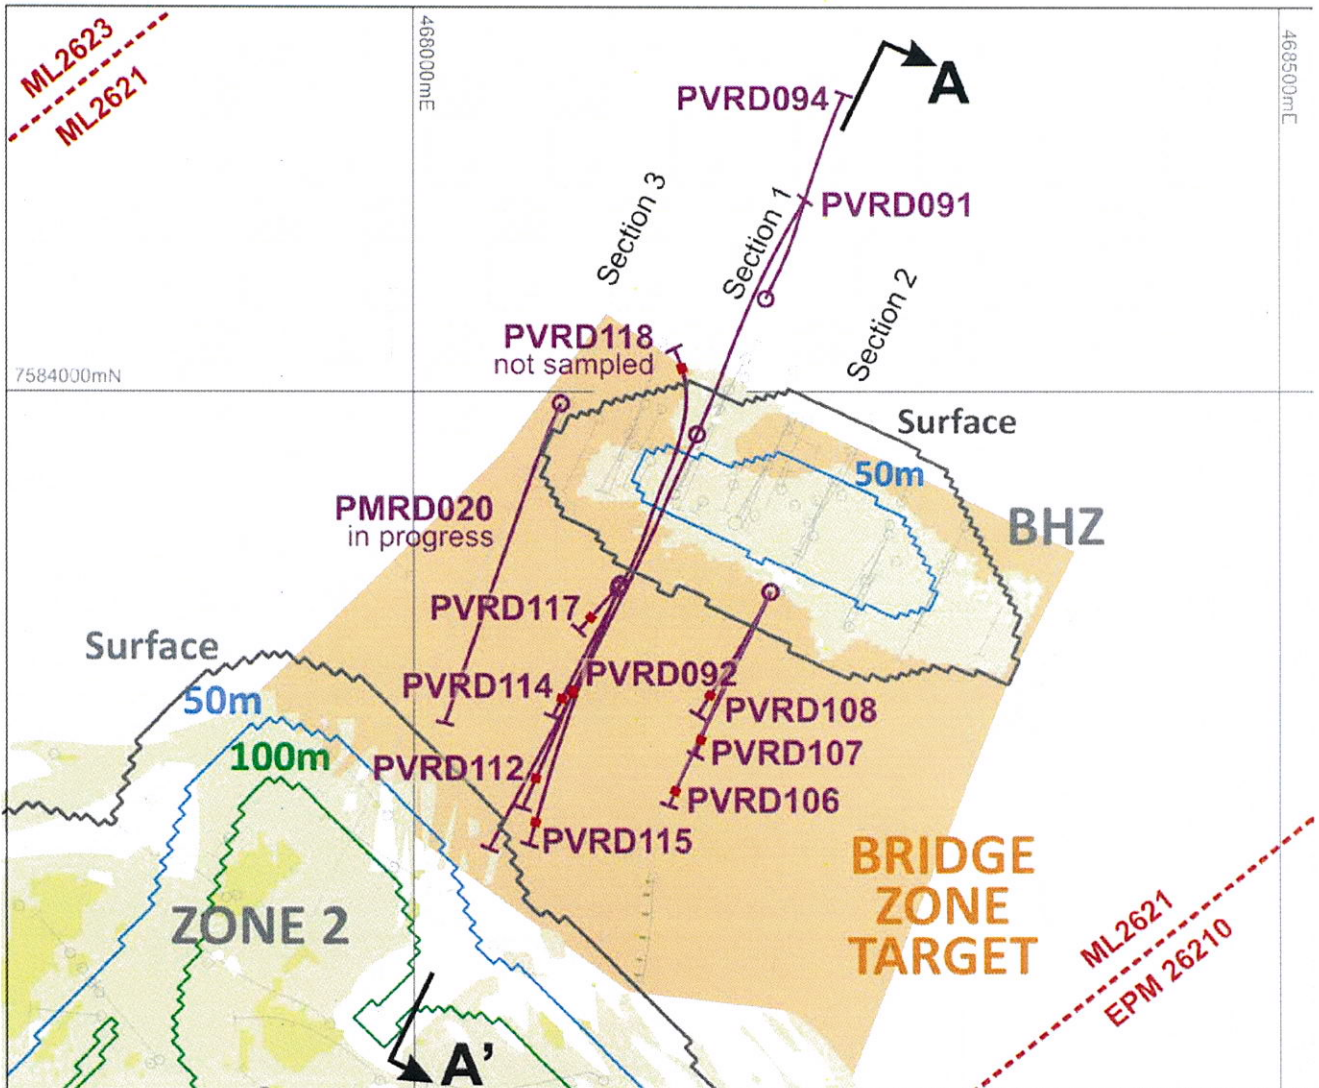 ML2623
ML2621
468000mE
468500mE
A
PVRD094
PVRD091
Section 3
Section 1
Section 2
PVRD118
not sampled
7584000mN
Surface
50m
BHZ
PMRD020
in progress
PVRD117
Surface
PVRD092
PVRD114
50m
PVRD108
100m
PVRD107
PVRD112
PVRD106
PVRD115
BRIDGE
ZONE
TARGET
ZONE 2
ML2621
EPM 26210
A'